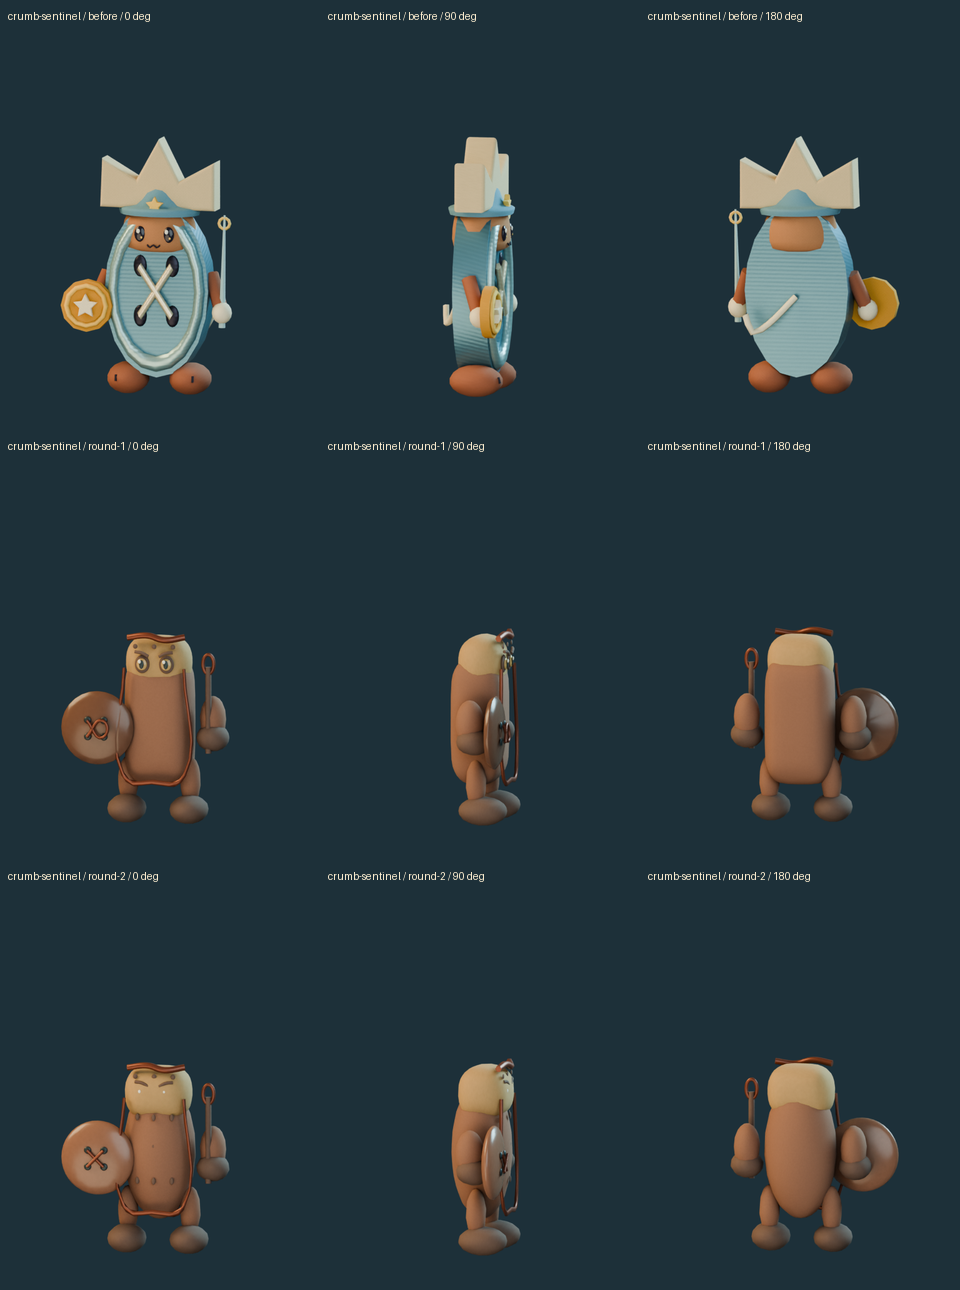 crumb-sentinel / before / 0 deg
crumb-sentinel / before / 90 deg
crumb-sentinel / before / 180 deg
crumb-sentinel / round-1 / 0 deg
crumb-sentinel / round-1 / 90 deg
crumb-sentinel / round-1 / 180 deg
crumb-sentinel / round-2 / 0 deg
crumb-sentinel / round-2 / 90 deg
crumb-sentinel / round-2 / 180 deg